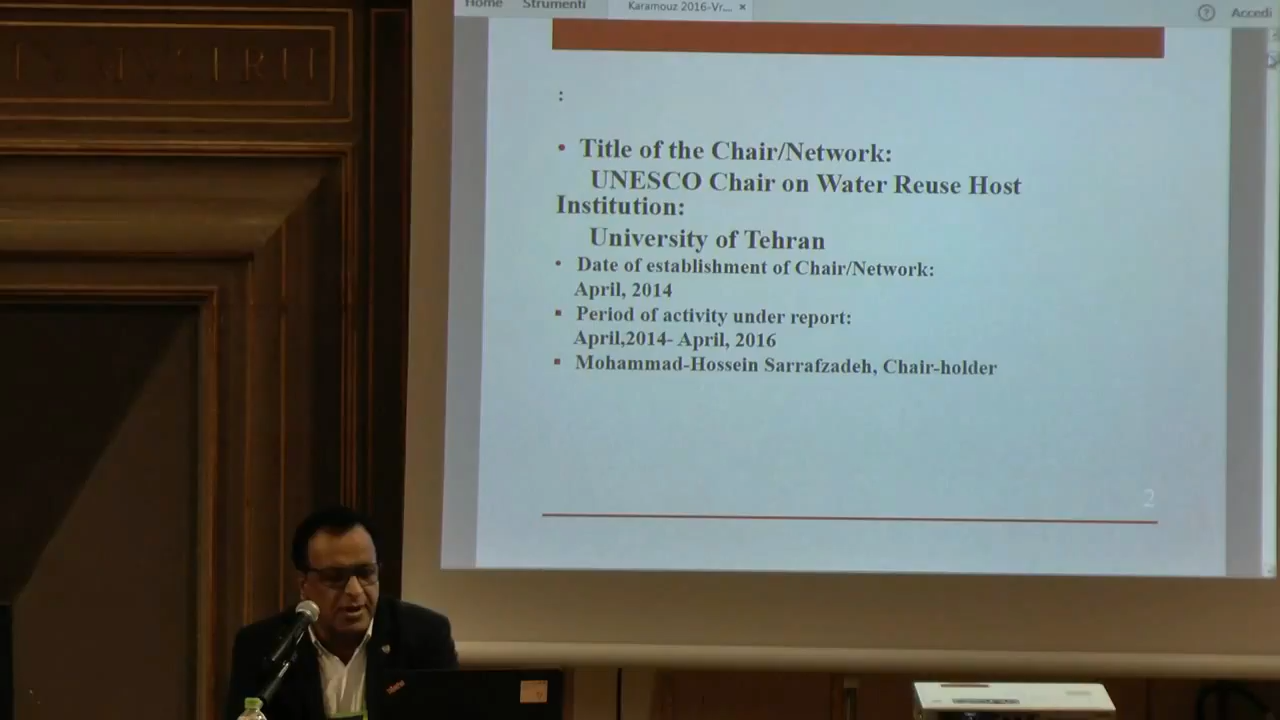 Home Strumenti Karamouz 2016-Vr... ×
? Accedi
:
• Title of the Chair/Network:
UNESCO Chair on Water Reuse Host
Institution:
University of Tehran
• Date of establishment of Chair/Network:
April, 2014
▪ Period of activity under report:
April,2014- April, 2016
▪ Mohammad-Hossein Sarrafzadeh, Chair-holder
2